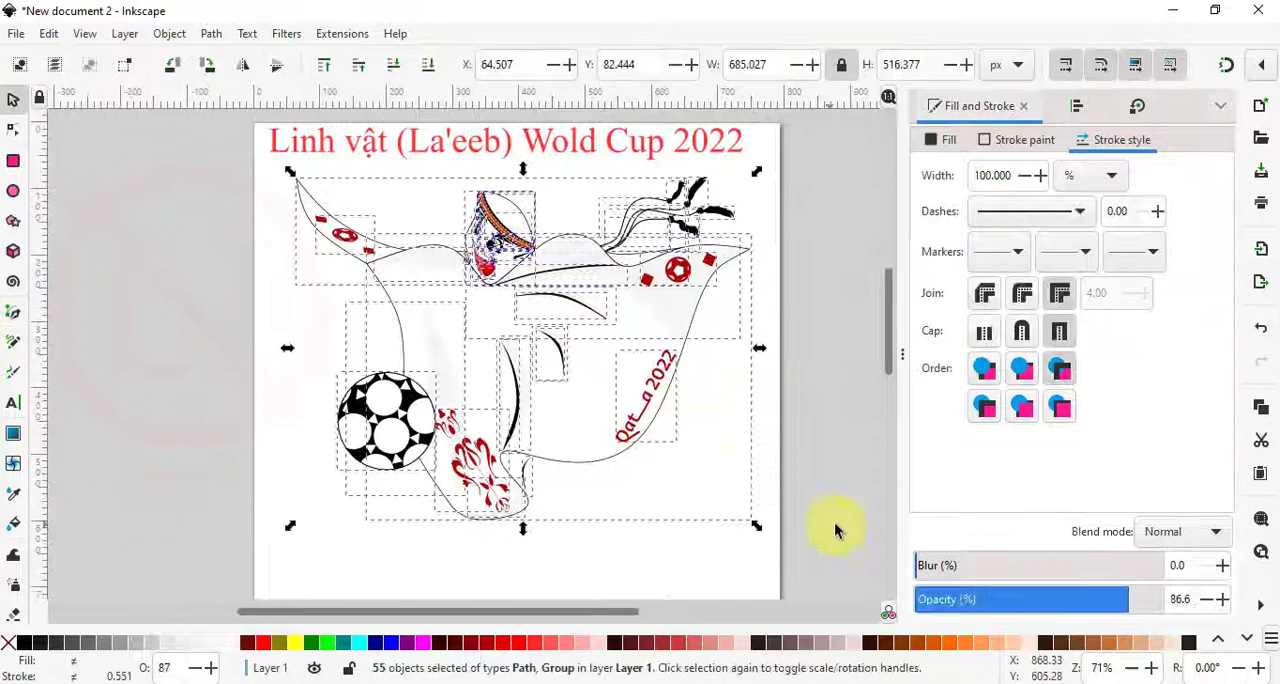 *New document 2 - Inkscape
File Edit View Layer Object Path Text Filters Extensions Help
X: 64.507 Y: 82.444 W: 685.027 H: 516.377 px
Fill and Stroke
Fill Stroke paint Stroke style
Width: 100.000 %
Dashes: 0.00
Markers:
Join: 4.00
Cap:
Order:
Linh vật (La'eeb) Wold Cup 2022
Qat_a 2022
Blend mode: Normal
Blur (%) 0.0
Opacity (%) 86.6
Fill: ≠ O: 87 Layer 1 55 objects selected of types Path, Group in layer Layer 1. Click selection again to toggle scale/rotation handles. X: 868.33 Z: 71% R: 0.00°
Stroke: ≠ 0.551 Y: 605.28